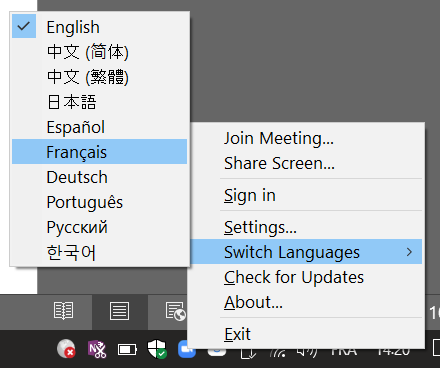 English
中文 (简体)
中文 (繁體)
日本語
Español
Français
Deutsch
Português
Русский
한국어
Join Meeting...
Share Screen...
Sign in
Settings...
Switch Languages
Check for Updates
About...
Exit
FRA
14:20